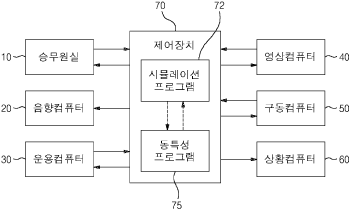 70
72
제어장치
10
승무원실
시뮬레이션
프로그램
영상컴퓨터
40
20
음향컴퓨터
구동컴퓨터
50
30
운용컴퓨터
동특성
프로그램
상황컴퓨터
60
75